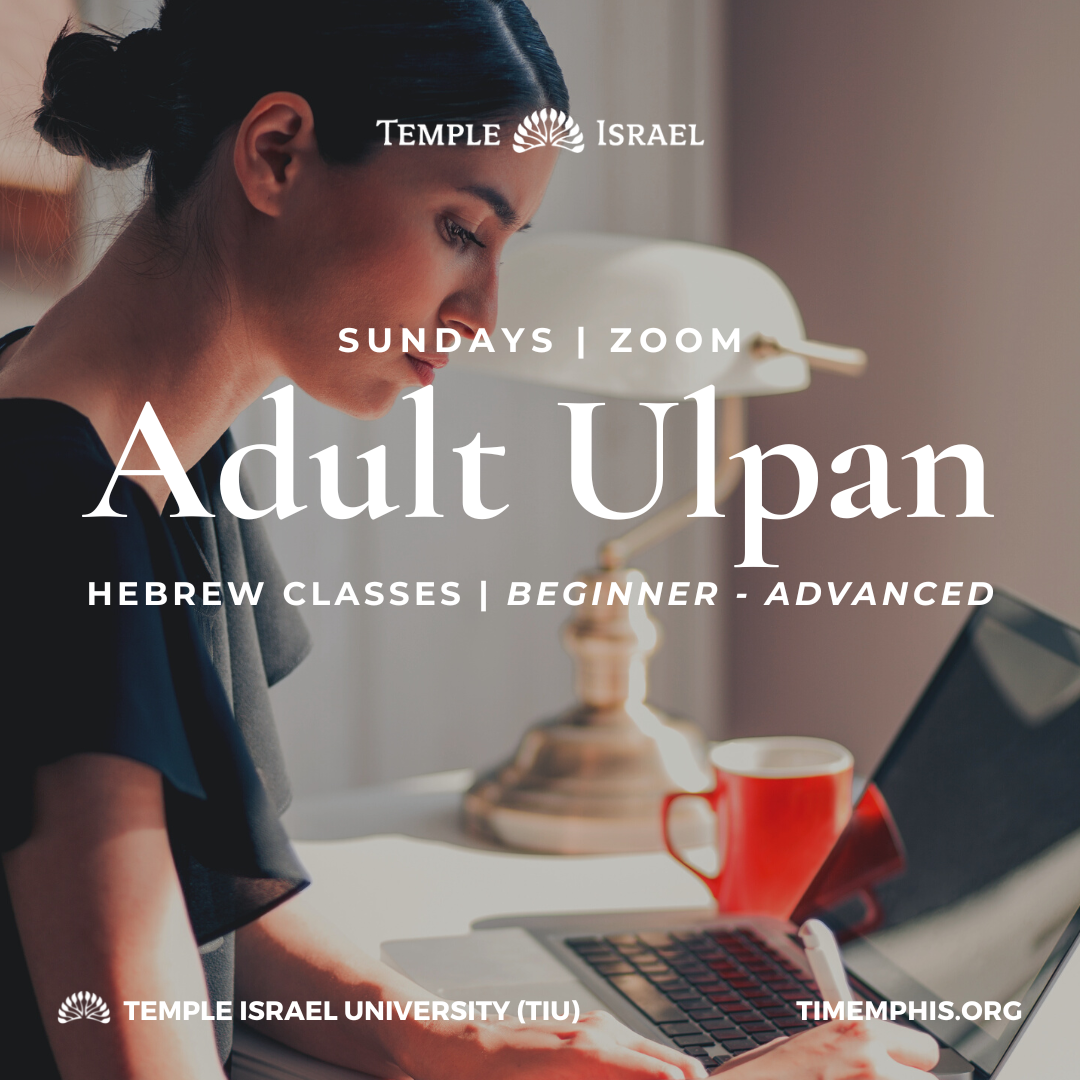 TEMPLE ISRAEL
SUNDAYS | ZOOM
Adult Ulpan
HEBREW CLASSES | BEGINNER - ADVANCED
TEMPLE ISRAEL UNIVERSITY (TIU)
TIMEMPHIS.ORG